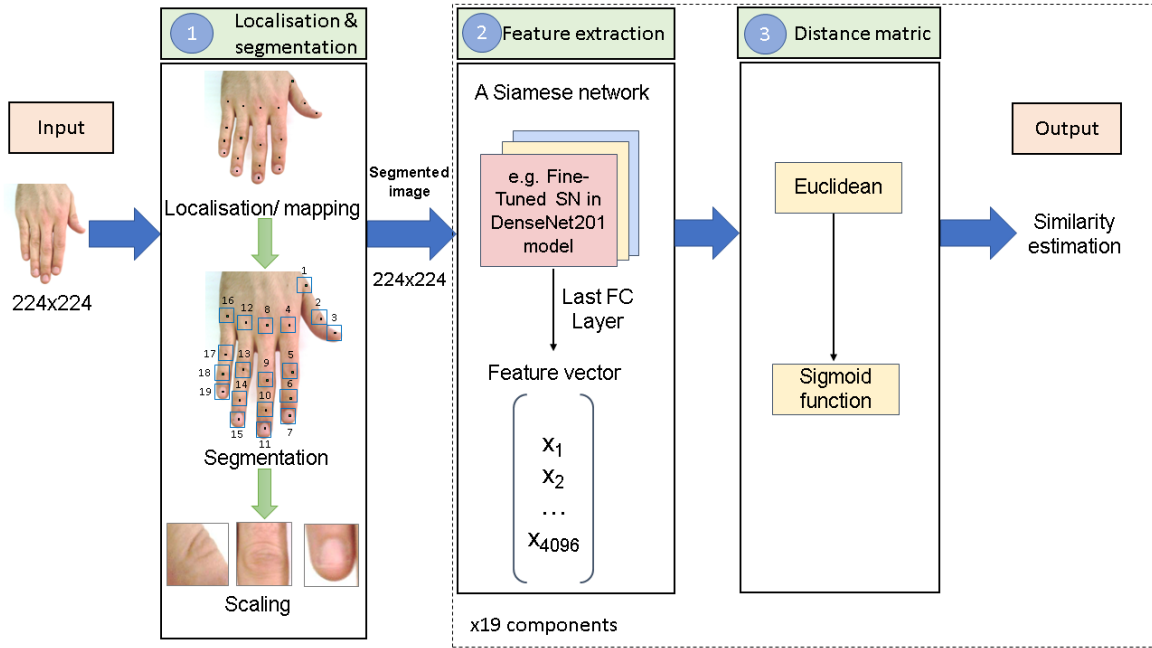 1
Localisation &
segmentation
2
Feature extraction
3
Distance matric
Input
224x224
Localisation/ mapping
1
2
3
16
12
8
4
17
13
9
5
18
14
10
6
19
15
11
7
Segmentation
Scaling
Segmented
image
224x224
A Siamese network
e.g. Fine-
Tuned SN in
DenseNet201
model
Last FC
Layer
Feature vector
x1
x2
...
x4096
x19 components
Euclidean
Sigmoid
function
Output
Similarity
estimation